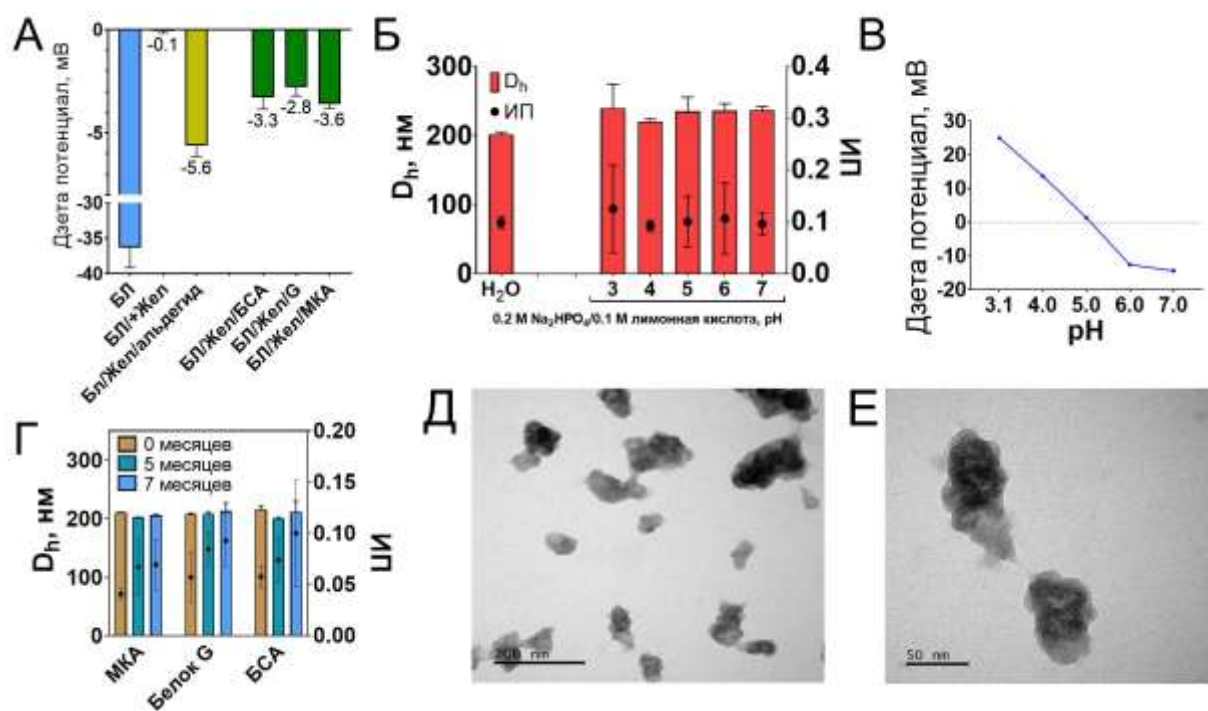 А
Дзета потенциал, мВ
0
-5
-30
-35
-40
-0.1
-5.6
-3.3
-2.8
-3.6
БЛ
БЛ/+Жел
Бл/Жел/альдегид
БЛ/Жел/БСА
БЛ/Жел/G
БЛ/Жел/МКА
Б
Dh, нм
300
200
100
0
Dh
ИП
0.4
0.3
0.2
0.1
0.0
ИП
H₂O
3 4 5 6 7
0.2 M Na₂HPO₄/0.1 M лимонная кислота, pH
В
Дзета потенциал, мВ
30
20
10
0
-10
-20
3.1 4.0 5.0 6.0 7.0
pH
Г
Dh, нм
300
200
100
0
0 месяцев
5 месяцев
7 месяцев
0.20
0.15
0.10
0.05
0.00
ИП
МКА
Белок G
БСА
Д
200 nm
Е
50 nm